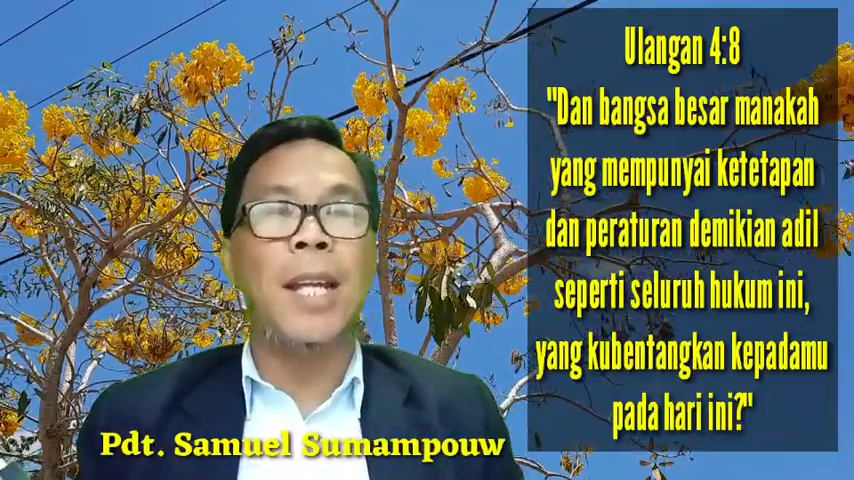 Ulangan 4:8
"Dan bangsa besar manakah
yang mempunyai ketetapan
dan peraturan demikian adil
seperti seluruh hukum ini,
yang kubentangkan kepadamu
pada hari ini?"
Pdt. Samuel Sumampouw